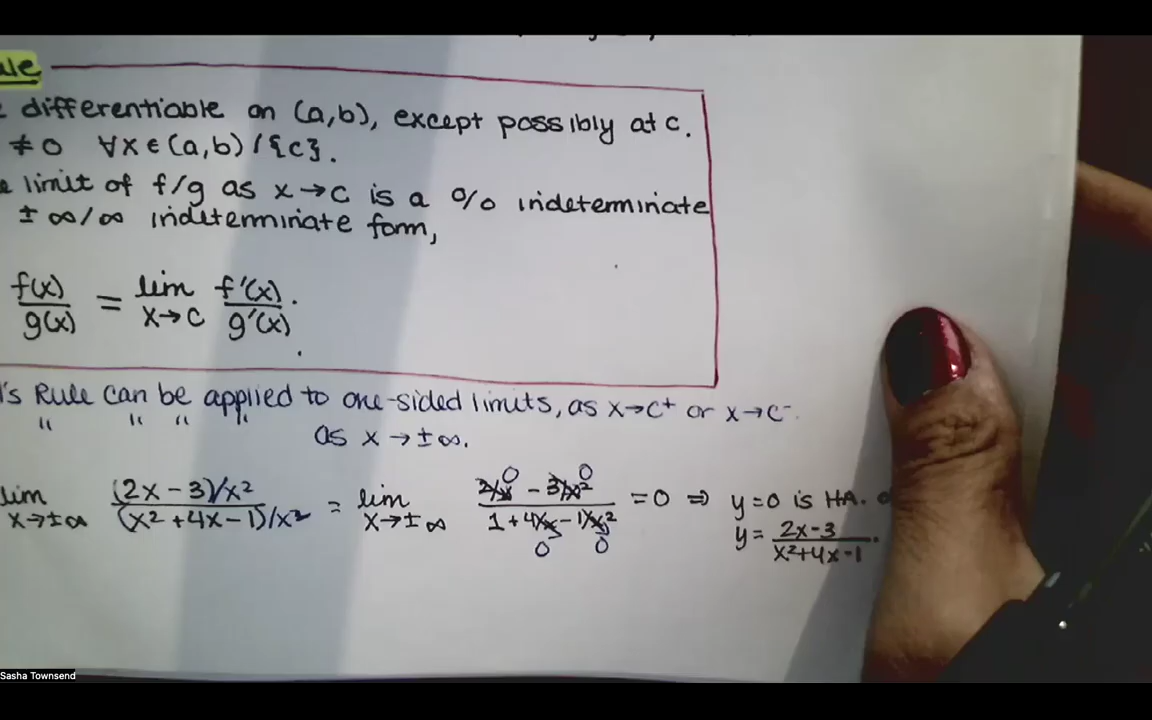 differentiable on (a,b), except possibly at c.
≠ 0 ∀x ∈ (a,b) / {c}.
limit of f/g as x→c is a 0/0 indeterminate
± ∞/∞ indeterminate form,
f(x)/g(x) = lim x→c f'(x)/g'(x).
's Rule can be applied to one-sided limits, as x→c⁺ or x→c⁻.
" " " "
as x → ±∞.
lim x→±∞ (2x – 3)/x² / (x² + 4x – 1)/x² = lim x→±∞ 2/x – 3/x² / 1 + 4/x – 1/x² = 0 ⇒ y=0 is HA.
0 0
0 0
y = 2x-3 / x²+4x-1.
Sasha Townsend